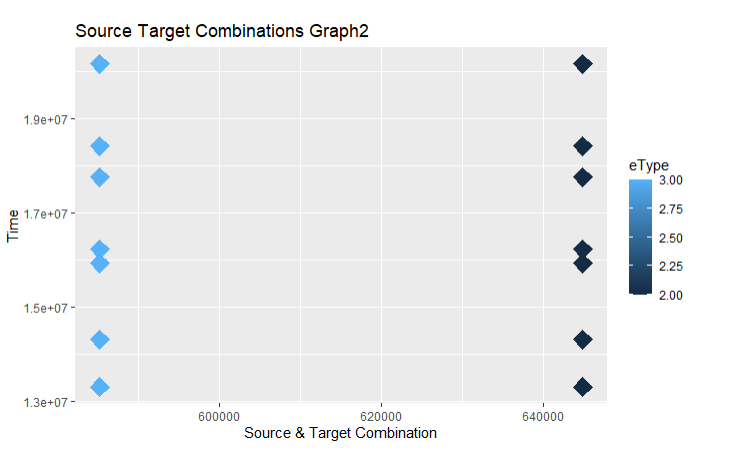 Source Target Combinations Graph2
1.9e+07
1.7e+07
1.5e+07
1.3e+07
Time
600000 620000 640000
Source & Target Combination
eType
3.00
2.75
2.50
2.25
2.00